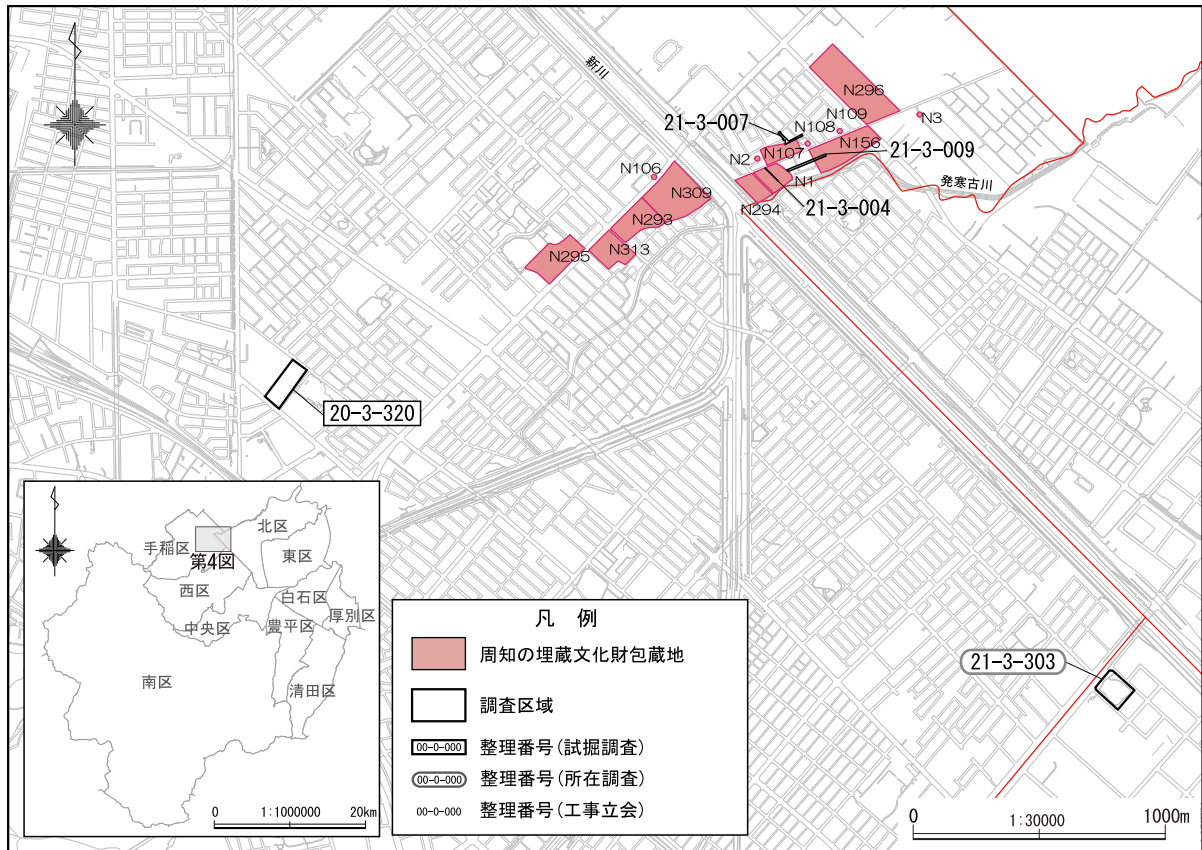 新川
N296
N109
N3
21-3-007
N108
N156
N2
N107
21-3-009
N106
N1
発寒古川
N309
N294
21-3-004
N293
N313
N295
20-3-320
北区
手稲区
東区
第4図
西区
白石区
厚別区
中央区
豊平区
南区
清田区
0 1:1000000 20km
凡 例
周知の埋蔵文化財包蔵地
調査区域
00-0-000 整理番号(試掘調査)
00-0-000 整理番号(所在調査)
00-0-000 整理番号(工事立会)
21-3-303
0 1:30000 1000m